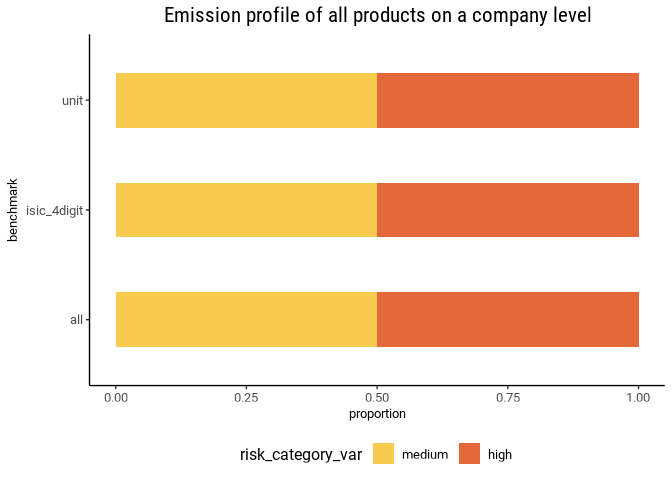 Emission profile of all products on a company level
benchmark
unit
isic_4digit
all
0.00 0.25 0.50 0.75 1.00
proportion
risk_category_var medium high